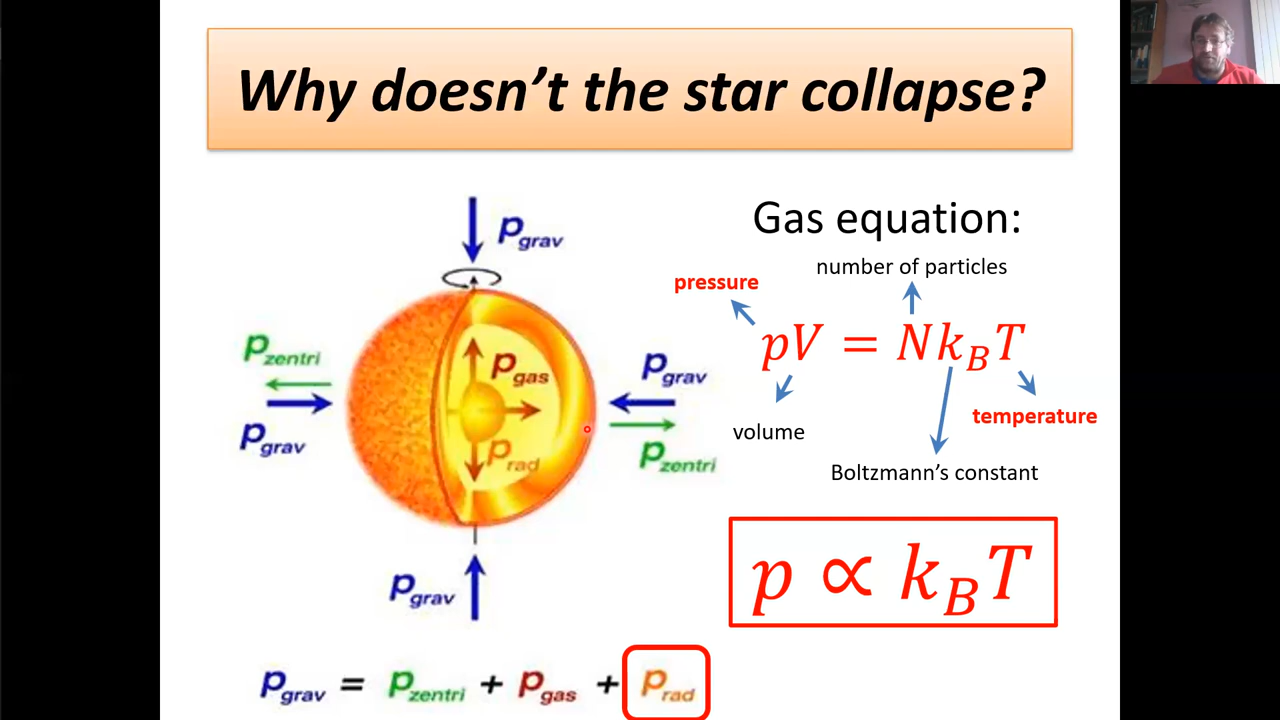 Why doesn't the star collapse?
p_grav
p_zentri
p_grav
p_gas
p_rad
p_grav
p_zentri
p_grav
p_grav = p_zentri + p_gas + p_rad
Gas equation:
number of particles
pressure
pV = Nk_BT
temperature
volume
Boltzmann's constant
p ∝ k_BT